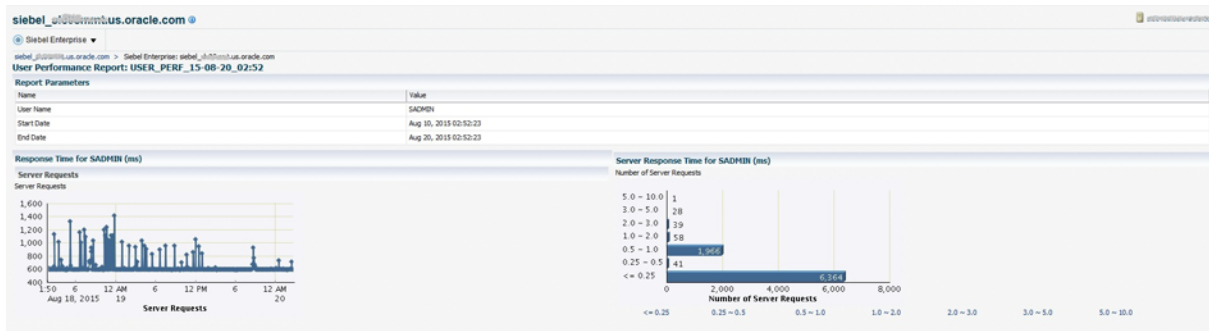 .us.oracle.com
Siebel Enterprise
.us.oracle.com > Siebel Enterprise: siebel_ .us.oracle.com
User Performance Report: USER_PERF_15-08-20_02:52
Report Parameters
Name Value
User Name SADMIN
Start Date Aug 10, 2015 02:52:23
End Date Aug 20, 2015 02:52:23
Response Time for SADMIN (ms)
Server Requests
Server Requests
1,600
1,400
1,200
1,000
800
600
400
1:50 6 12 AM 6 12 PM 6 12 AM
Aug 18, 2015 19 20
Server Requests
Server Response Time for SADMIN (ms)
Number of Server Requests
5.0 ~ 10.0 1
3.0 ~ 5.0 28
2.0 ~ 3.0 39
1.0 ~ 2.0 58
0.5 ~ 1.0 1,966
0.25 ~ 0.5 41
<= 0.25 6,364
0 2,000 4,000 6,000 8,000
Number of Server Requests
<= 0.25 0.25 ~ 0.5 0.5 ~ 1.0 1.0 ~ 2.0 2.0 ~ 3.0 3.0 ~ 5.0 5.0 ~ 10.0